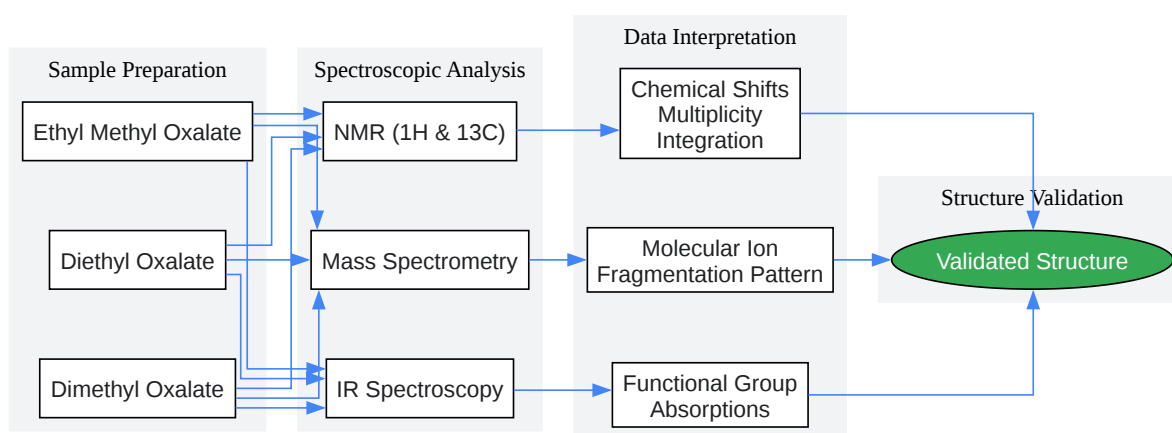 Sample Preparation
Ethyl Methyl Oxalate
Diethyl Oxalate
Dimethyl Oxalate
Spectroscopic Analysis
NMR (1H & 13C)
Mass Spectrometry
IR Spectroscopy
Data Interpretation
Chemical Shifts
Multiplicity
Integration
Molecular Ion
Fragmentation Pattern
Functional Group
Absorptions
Structure Validation
Validated Structure